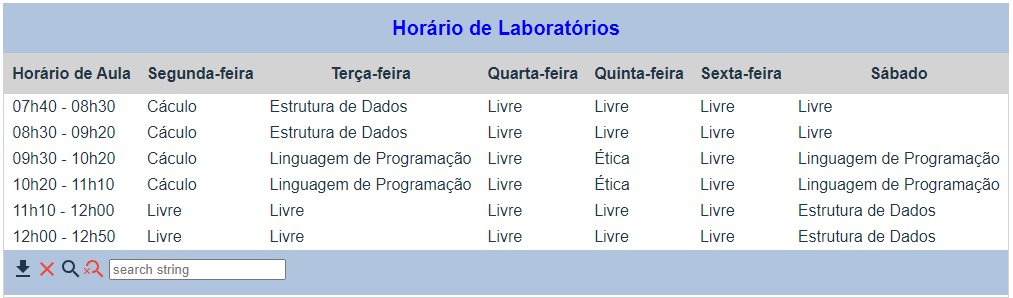 Horário de Laboratórios
Horário de Aula Segunda-feira Terça-feira Quarta-feira Quinta-feira Sexta-feira Sábado
07h40 - 08h30 Cáculo Estrutura de Dados Livre Livre Livre Livre
08h30 - 09h20 Cáculo Estrutura de Dados Livre Livre Livre Livre
09h30 - 10h20 Cáculo Linguagem de Programação Livre Ética Livre Linguagem de Programação
10h20 - 11h10 Cáculo Linguagem de Programação Livre Ética Livre Linguagem de Programação
11h10 - 12h00 Livre Livre Livre Livre Livre Estrutura de Dados
12h00 - 12h50 Livre Livre Livre Livre Livre Estrutura de Dados
search string